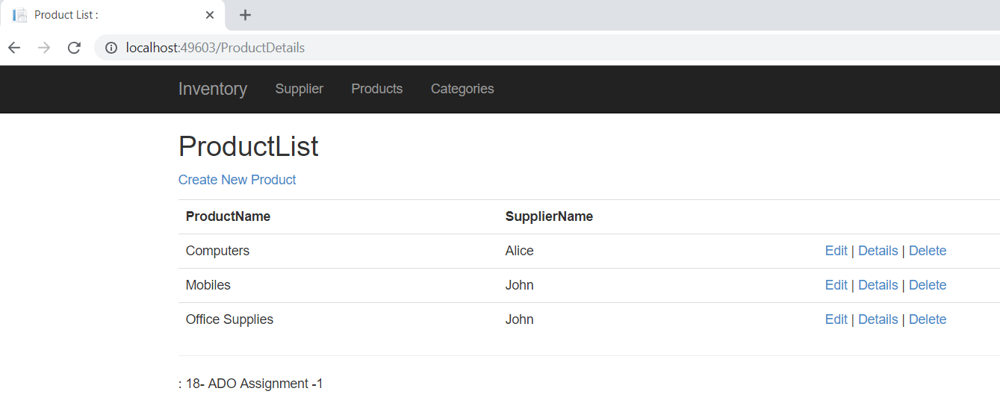 Product List :
localhost:49603/ProductDetails
Inventory Supplier Products Categories
ProductList
Create New Product
ProductName SupplierName
Computers Alice Edit | Details | Delete
Mobiles John Edit | Details | Delete
Office Supplies John Edit | Details | Delete
: 18- ADO Assignment -1